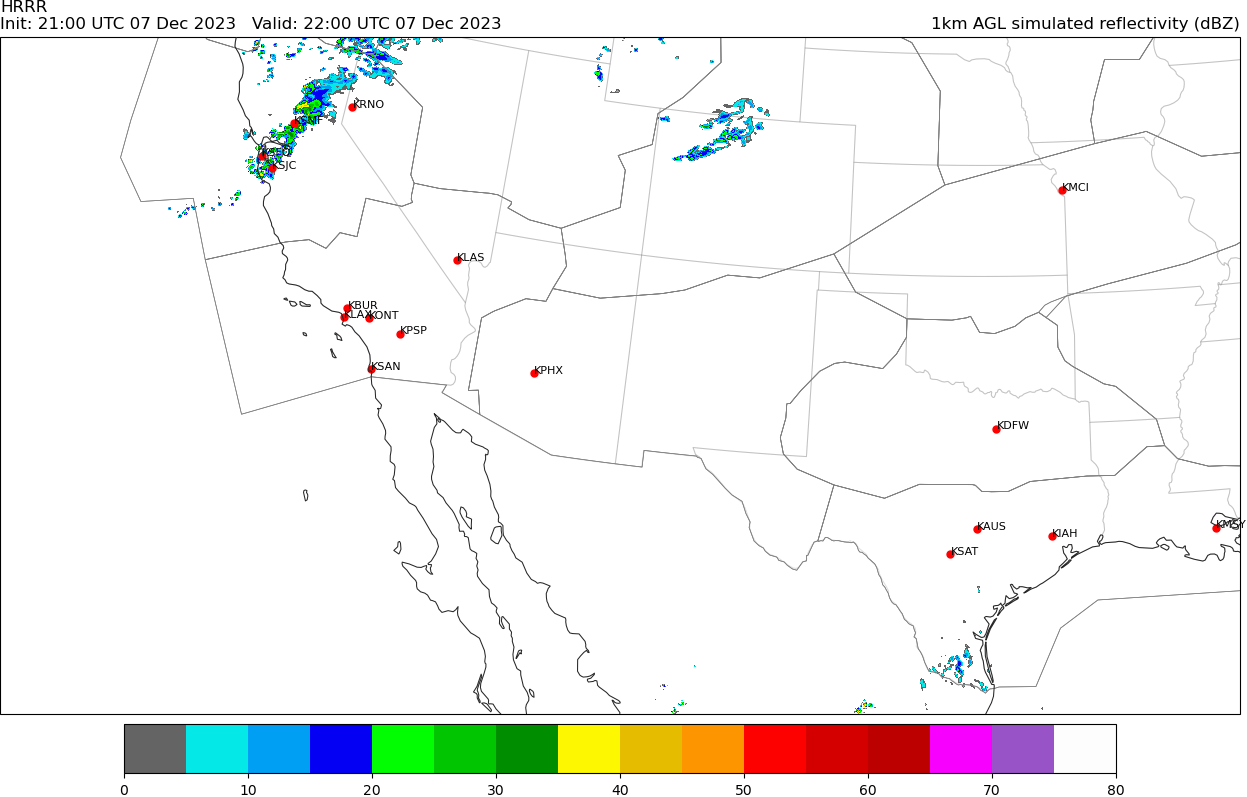 HRRR
Init: 21:00 UTC 07 Dec 2023   Valid: 22:00 UTC 07 Dec 2023   1km AGL simulated reflectivity (dBZ)
KRNO
KSMF
KSJC
KMCI
KLAS
KBUR
KLAX KONT
KPSP
KSAN
KPHX
KDFW
KAUS
KMSY
KIAH
KSAT
0 10 20 30 40 50 60 70 80